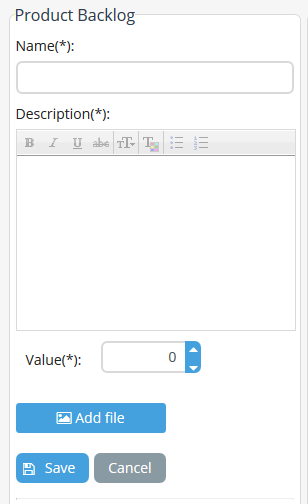 Product Backlog
Name(*):
Description(*):
B I U abc TT T
Value(*):
0
Add file
Save
Cancel